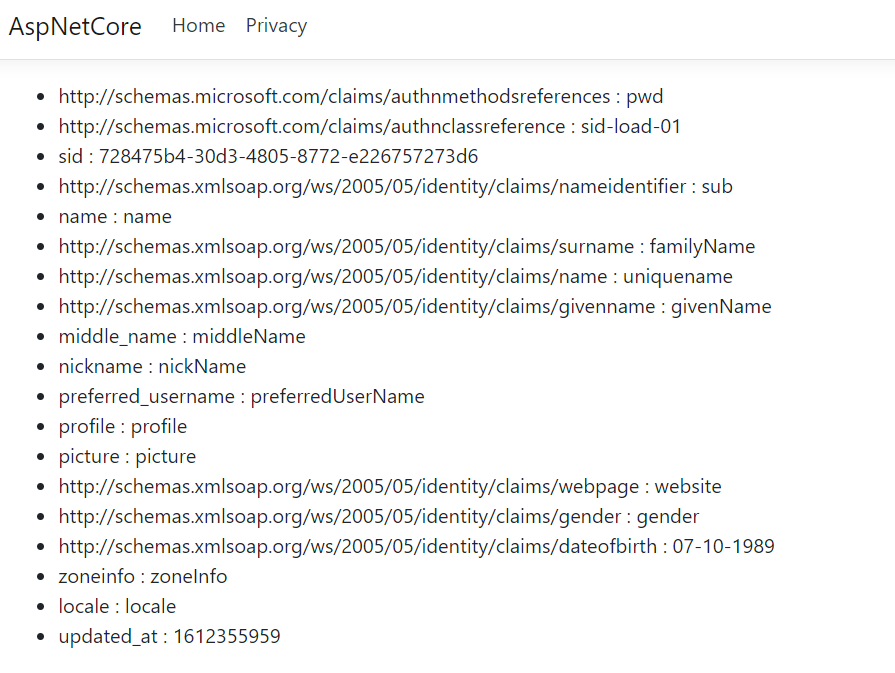 AspNetCore Home Privacy
http://schemas.microsoft.com/claims/authnmethodsreferences : pwd
http://schemas.microsoft.com/claims/authnclassreference : sid-load-01
sid : 728475b4-30d3-4805-8772-e226757273d6
http://schemas.xmlsoap.org/ws/2005/05/identity/claims/nameidentifier : sub
name : name
http://schemas.xmlsoap.org/ws/2005/05/identity/claims/surname : familyName
http://schemas.xmlsoap.org/ws/2005/05/identity/claims/name : uniquename
http://schemas.xmlsoap.org/ws/2005/05/identity/claims/givenname : givenName
middle_name : middleName
nickname : nickName
preferred_username : preferredUserName
profile : profile
picture : picture
http://schemas.xmlsoap.org/ws/2005/05/identity/claims/webpage : website
http://schemas.xmlsoap.org/ws/2005/05/identity/claims/gender : gender
http://schemas.xmlsoap.org/ws/2005/05/identity/claims/dateofbirth : 07-10-1989
zoneinfo : zoneInfo
locale : locale
updated_at : 1612355959